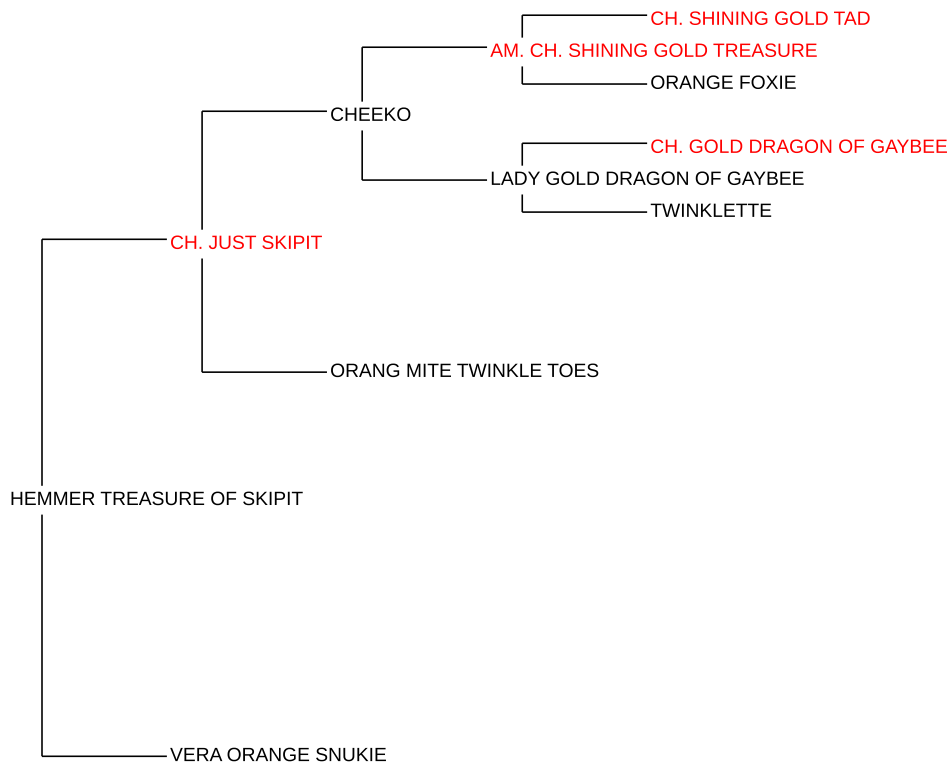 CH. SHINING GOLD TAD
AM. CH. SHINING GOLD TREASURE
ORANGE FOXIE
CHEEKO
CH. GOLD DRAGON OF GAYBEE
LADY GOLD DRAGON OF GAYBEE
TWINKLETTE
CH. JUST SKIPIT
ORANG MITE TWINKLE TOES
HEMMER TREASURE OF SKIPIT
VERA ORANGE SNUKIE